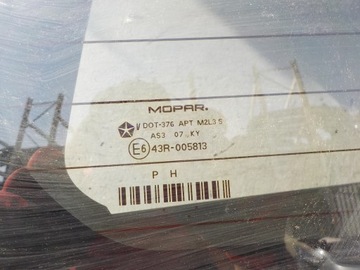 MOPAR.
DOT-376 APT M2L3.5
AS3 07 KY
E6 43R-005813
P H